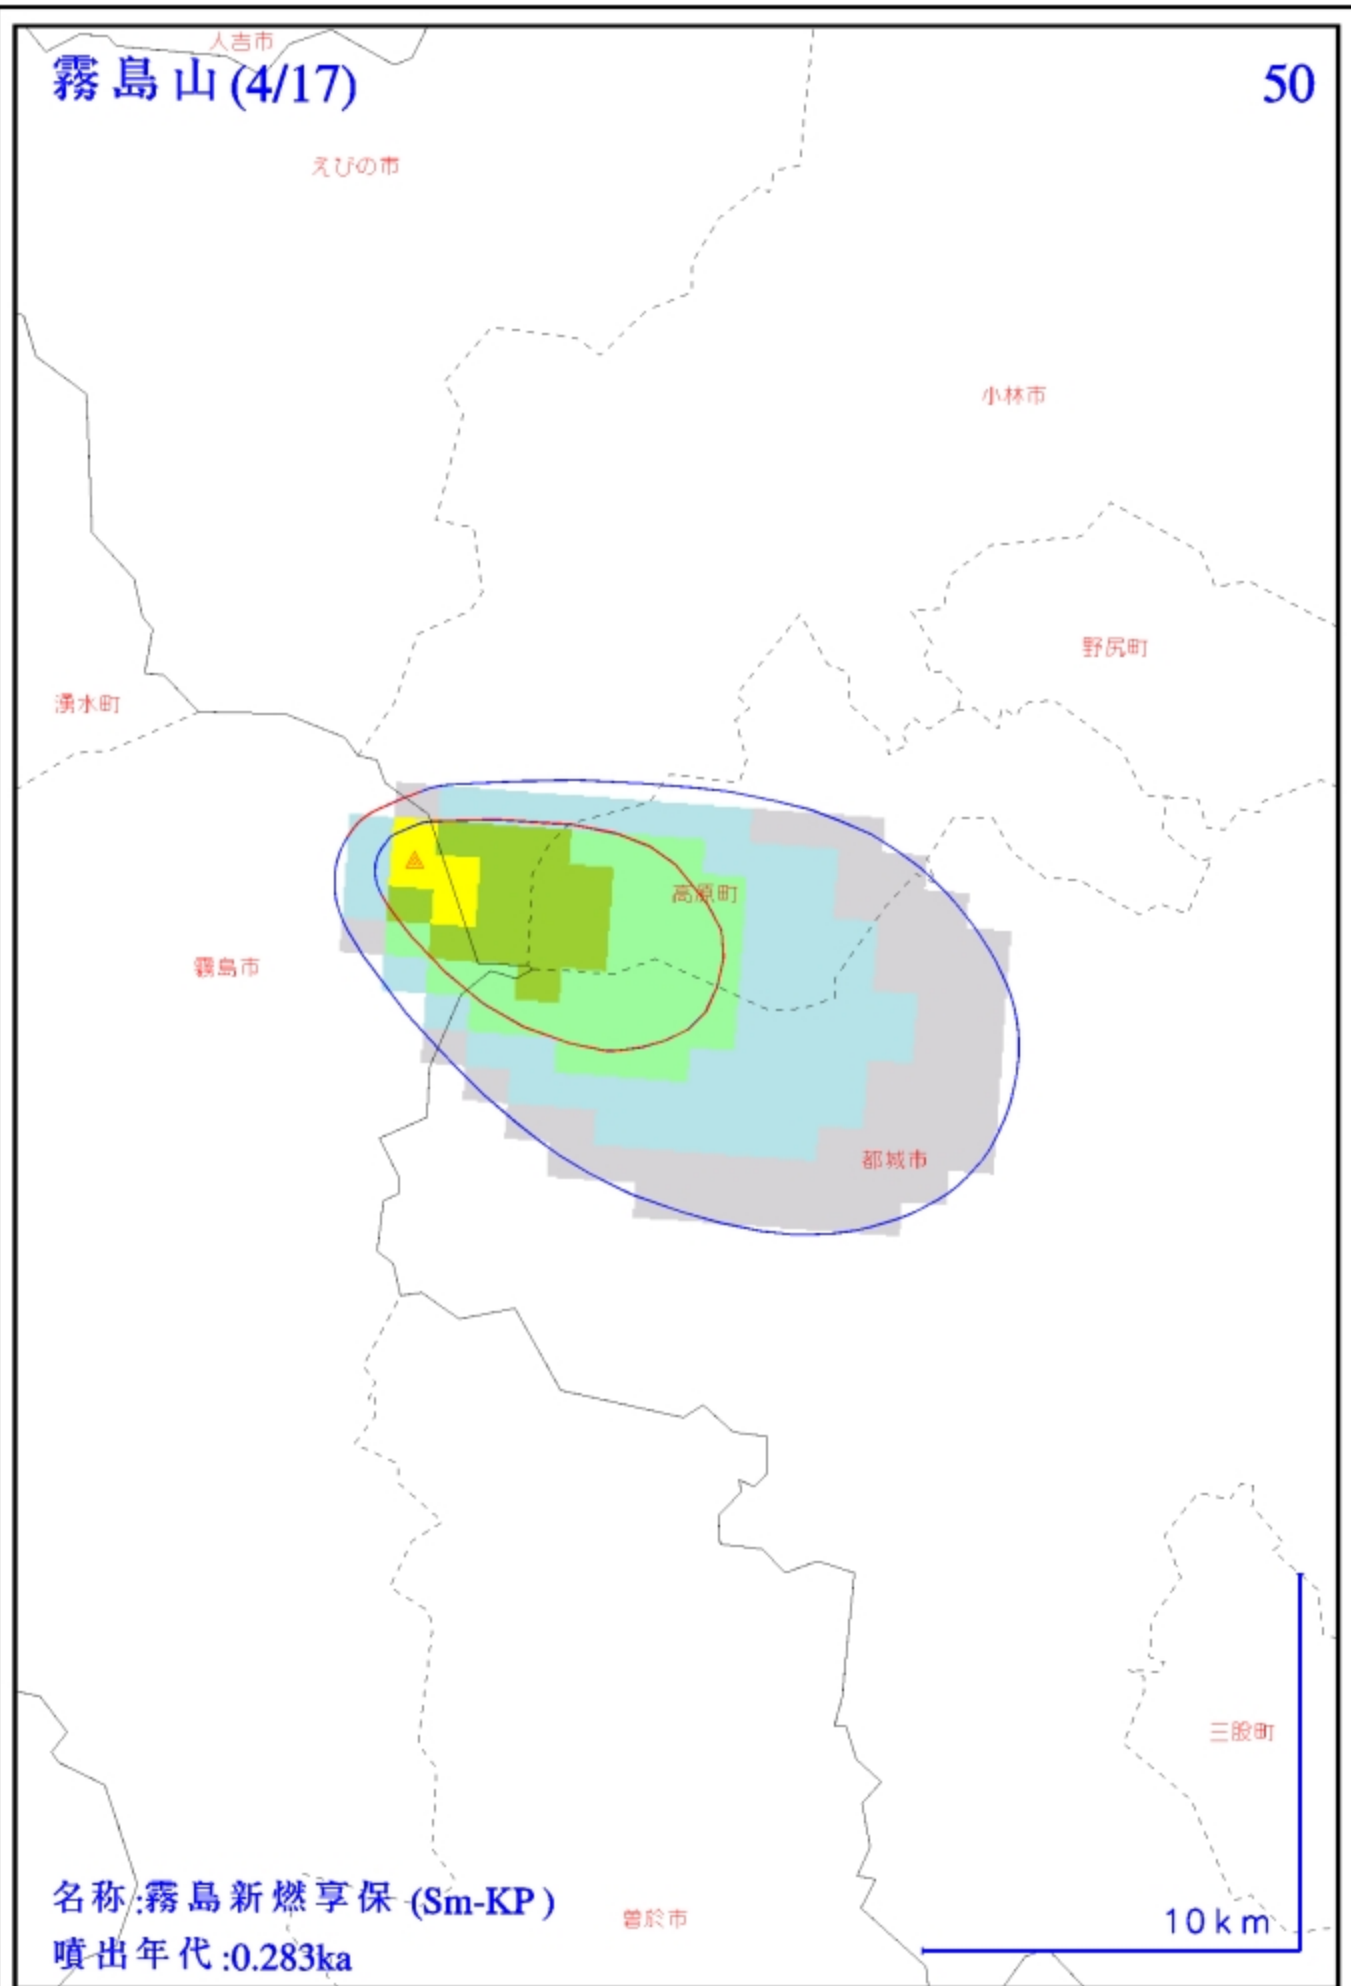 人吉市
霧島山(4/17)
50
えびの市
小林市
野尻町
湧水町
高原町
霧島市
都城市
三股町
名称:霧島新燃享保 (Sm-KP)
曽於市
10km
噴出年代:0.283ka